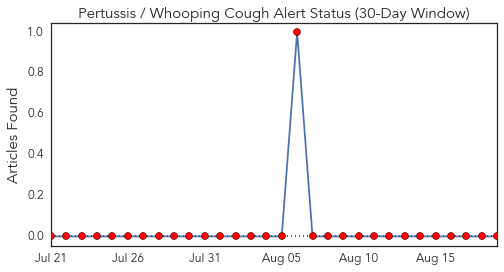 Pertussis / Whooping Cough Alert Status (30-Day Window)
Articles Found
1.0
0.8
0.6
0.4
0.2
0.0
Jul 21 Jul 26 Jul 31 Aug 05 Aug 10 Aug 15